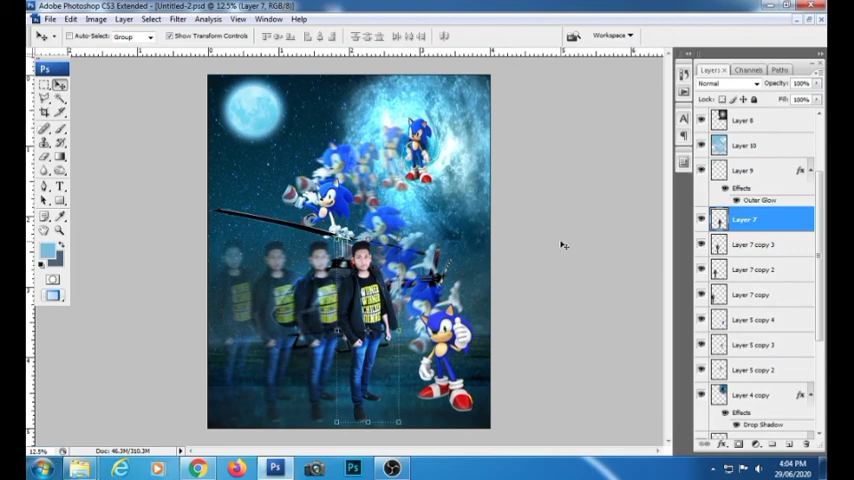 Adobe Photoshop CS3 Extended - [Untitled-2.psd @ 12.5% (Layer 7, RGB/8)]
File Edit Image Layer Select Filter Analysis View Window Help
Auto-Select: Group Show Transform Controls Workspace
Layers Channels Paths
Normal Opacity: 100%
Lock: Fill: 100%
Layer 8
Layer 10
Layer 9 fx
Effects
Outer Glow
Layer 7
Layer 7 copy 3
Layer 7 copy 2
Layer 7 copy
Layer 5 copy 4
Layer 5 copy 3
Layer 5 copy 2
Layer 4 copy fx
Effects
Drop Shadow
12.5% Doc: 46.3M/310.3M
4:04 PM
29/06/2020